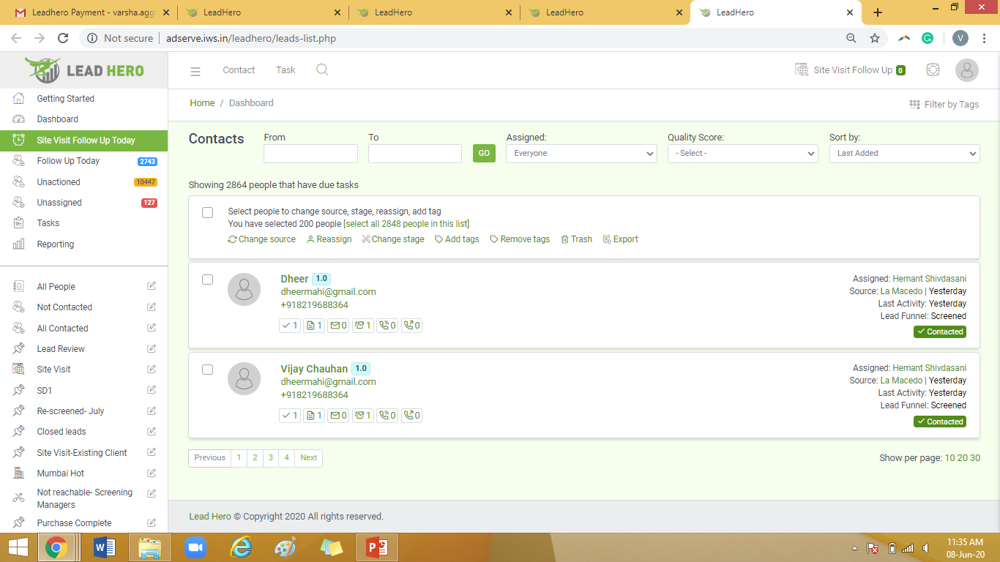 Leadhero Payment - varsha.agg
LeadHero
LeadHero
LeadHero
LeadHero
Not secure | adserve.iws.in/leadhero/leads-list.php
V
LEAD HERO
Contact
Task
Site Visit Follow Up 0
Getting Started
Dashboard
Site Visit Follow Up Today
Follow Up Today 2743
Unactioned 10447
Unassigned 127
Tasks
Reporting
All People
Not Contacted
All Contacted
Lead Review
Site Visit
SD1
Re-screened- July
Closed leads
Site Visit-Existing Client
Mumbai Hot
Not reachable- Screening
Managers
Purchase Complete
Home / Dashboard
Filter by Tags
Contacts
From
To
GO
Assigned:
Everyone
Quality Score:
- Select -
Sort by:
Last Added
Showing 2864 people that have due tasks
Select people to change source, stage, reassign, add tag
You have selected 200 people [select all 2848 people in this list]
Change source Reassign Change stage Add tags Remove tags Trash Export
Dheer 1.0
dheermahi@gmail.com
+918219688364
1 1 0 1 0 0
Assigned: Hemant Shivdasani
Source: La Macedo | Yesterday
Last Activity: Yesterday
Lead Funnel: Screened
Contacted
Vijay Chauhan 1.0
dheermahi@gmail.com
+918219688364
1 1 0 1 0 0
Assigned: Hemant Shivdasani
Source: La Macedo | Yesterday
Last Activity: Yesterday
Lead Funnel: Screened
Contacted
Previous 1 2 3 4 Next
Show per page: 10 20 30
Lead Hero © Copyright 2020 All rights reserved.
11:35 AM
08-Jun-20